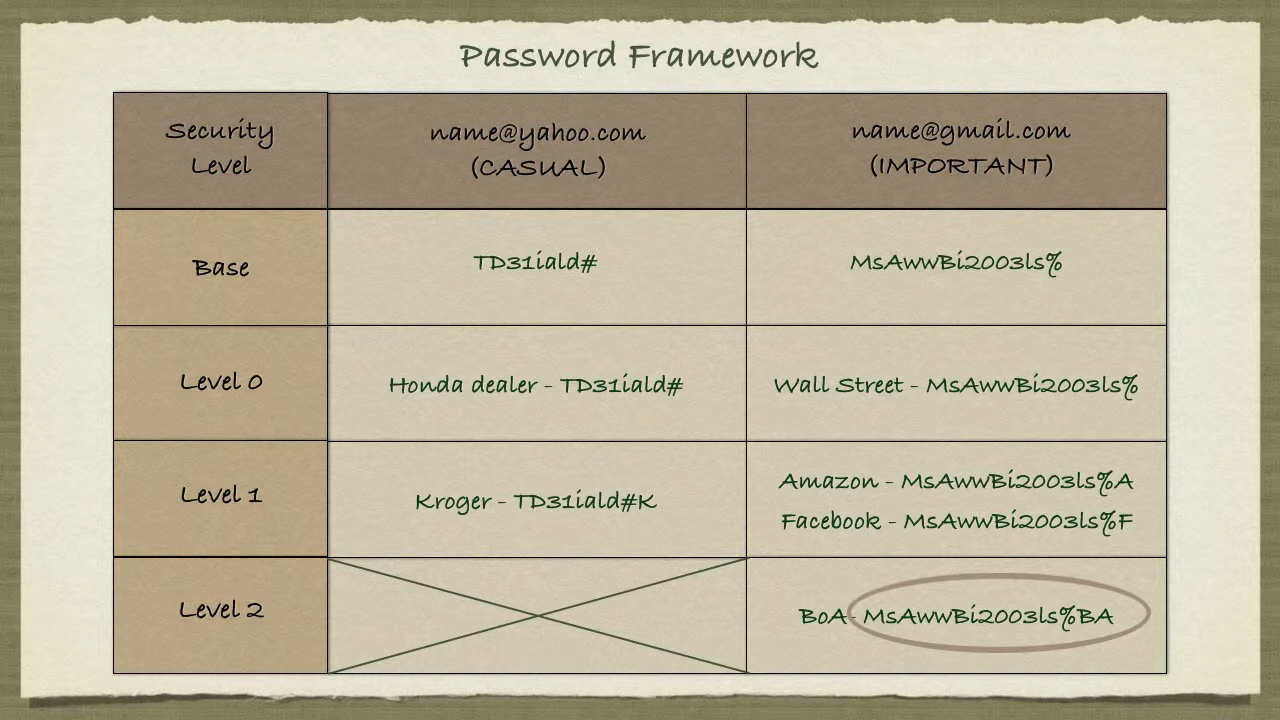 Password Framework
Security
Level
name@yahoo.com
(CASUAL)
name@gmail.com
(IMPORTANT)
Base
TD31iald#
MsAwwBi2003ls%
Level 0
Honda dealer - TD31iald#
Wall Street - MsAwwBi2003ls%
Level 1
Kroger - TD31iald#K
Amazon - MsAwwBi2003ls%A
Facebook - MsAwwBi2003ls%F
Level 2
BoA - MsAwwBi2003ls%BA